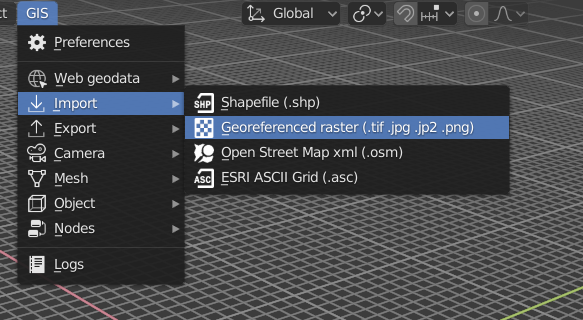 GIS
Global
Preferences
Web geodata
Import
Export
Camera
Mesh
Object
Nodes
Logs
SHP Shapefile (.shp)
Georeferenced raster (.tif .jpg .jp2 .png)
Open Street Map xml (.osm)
ASC ESRI ASCII Grid (.asc)